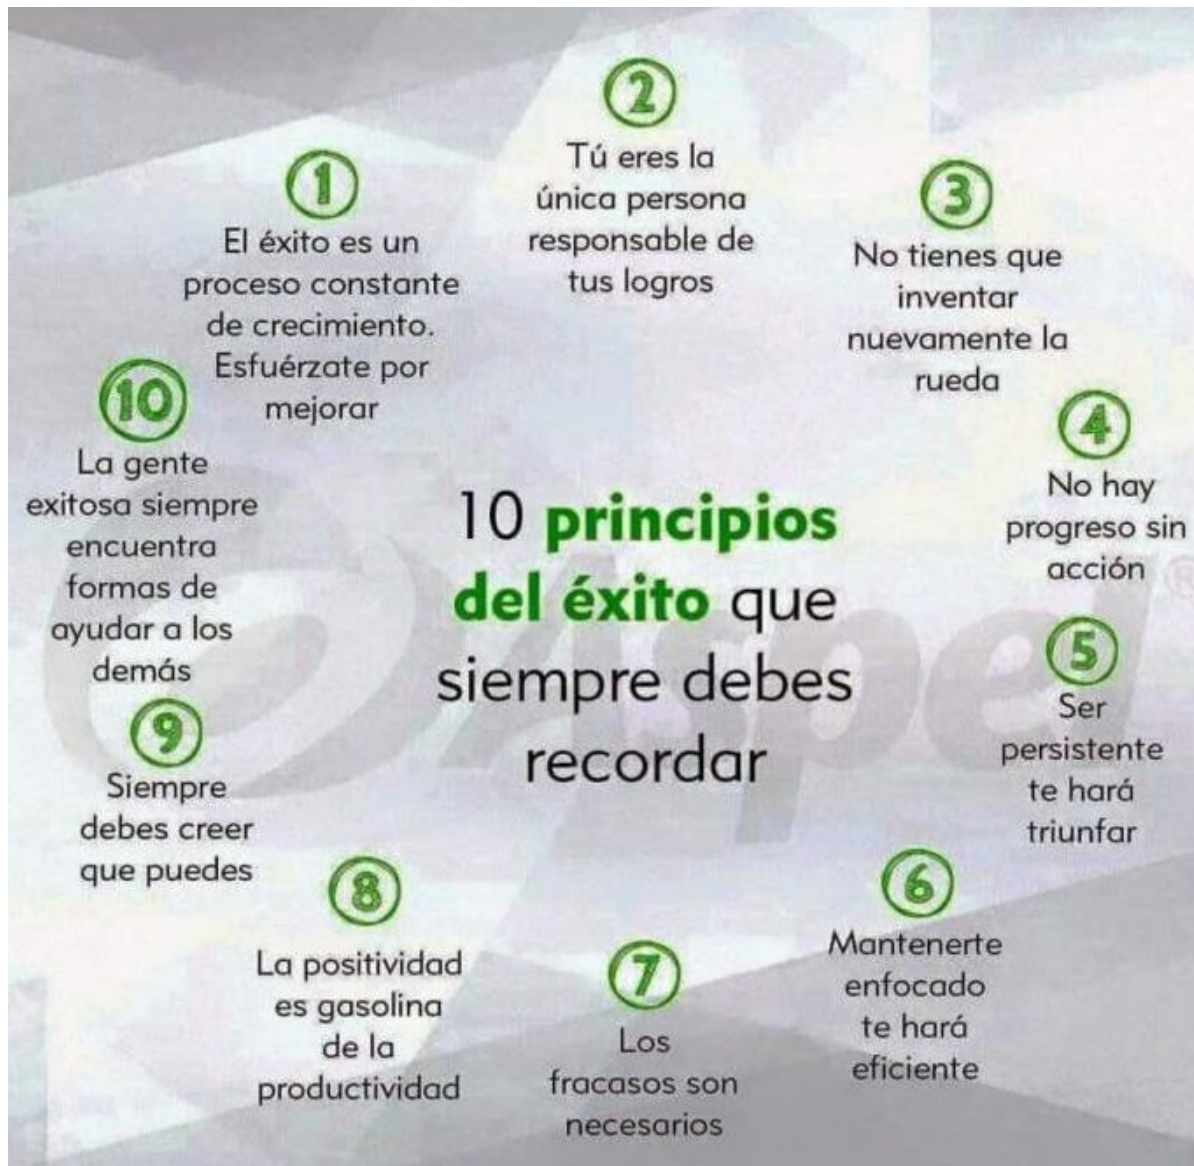 10 principios
del éxito que
siempre debes
recordar
1
El éxito es un
proceso constante
de crecimiento.
Esfuérzate por
mejorar
2
Tú eres la
única persona
responsable de
tus logros
3
No tienes que
inventar
nuevamente la
rueda
4
No hay
progreso sin
acción
5
Ser
persistente
te hará
triunfar
6
Mantenerte
enfocado
te hará
eficiente
7
Los
fracasos son
necesarios
8
La positividad
es gasolina
de la
productividad
9
Siempre
debes creer
que puedes
10
La gente
exitosa siempre
encuentra
formas de
ayudar a los
demás
Aspel®